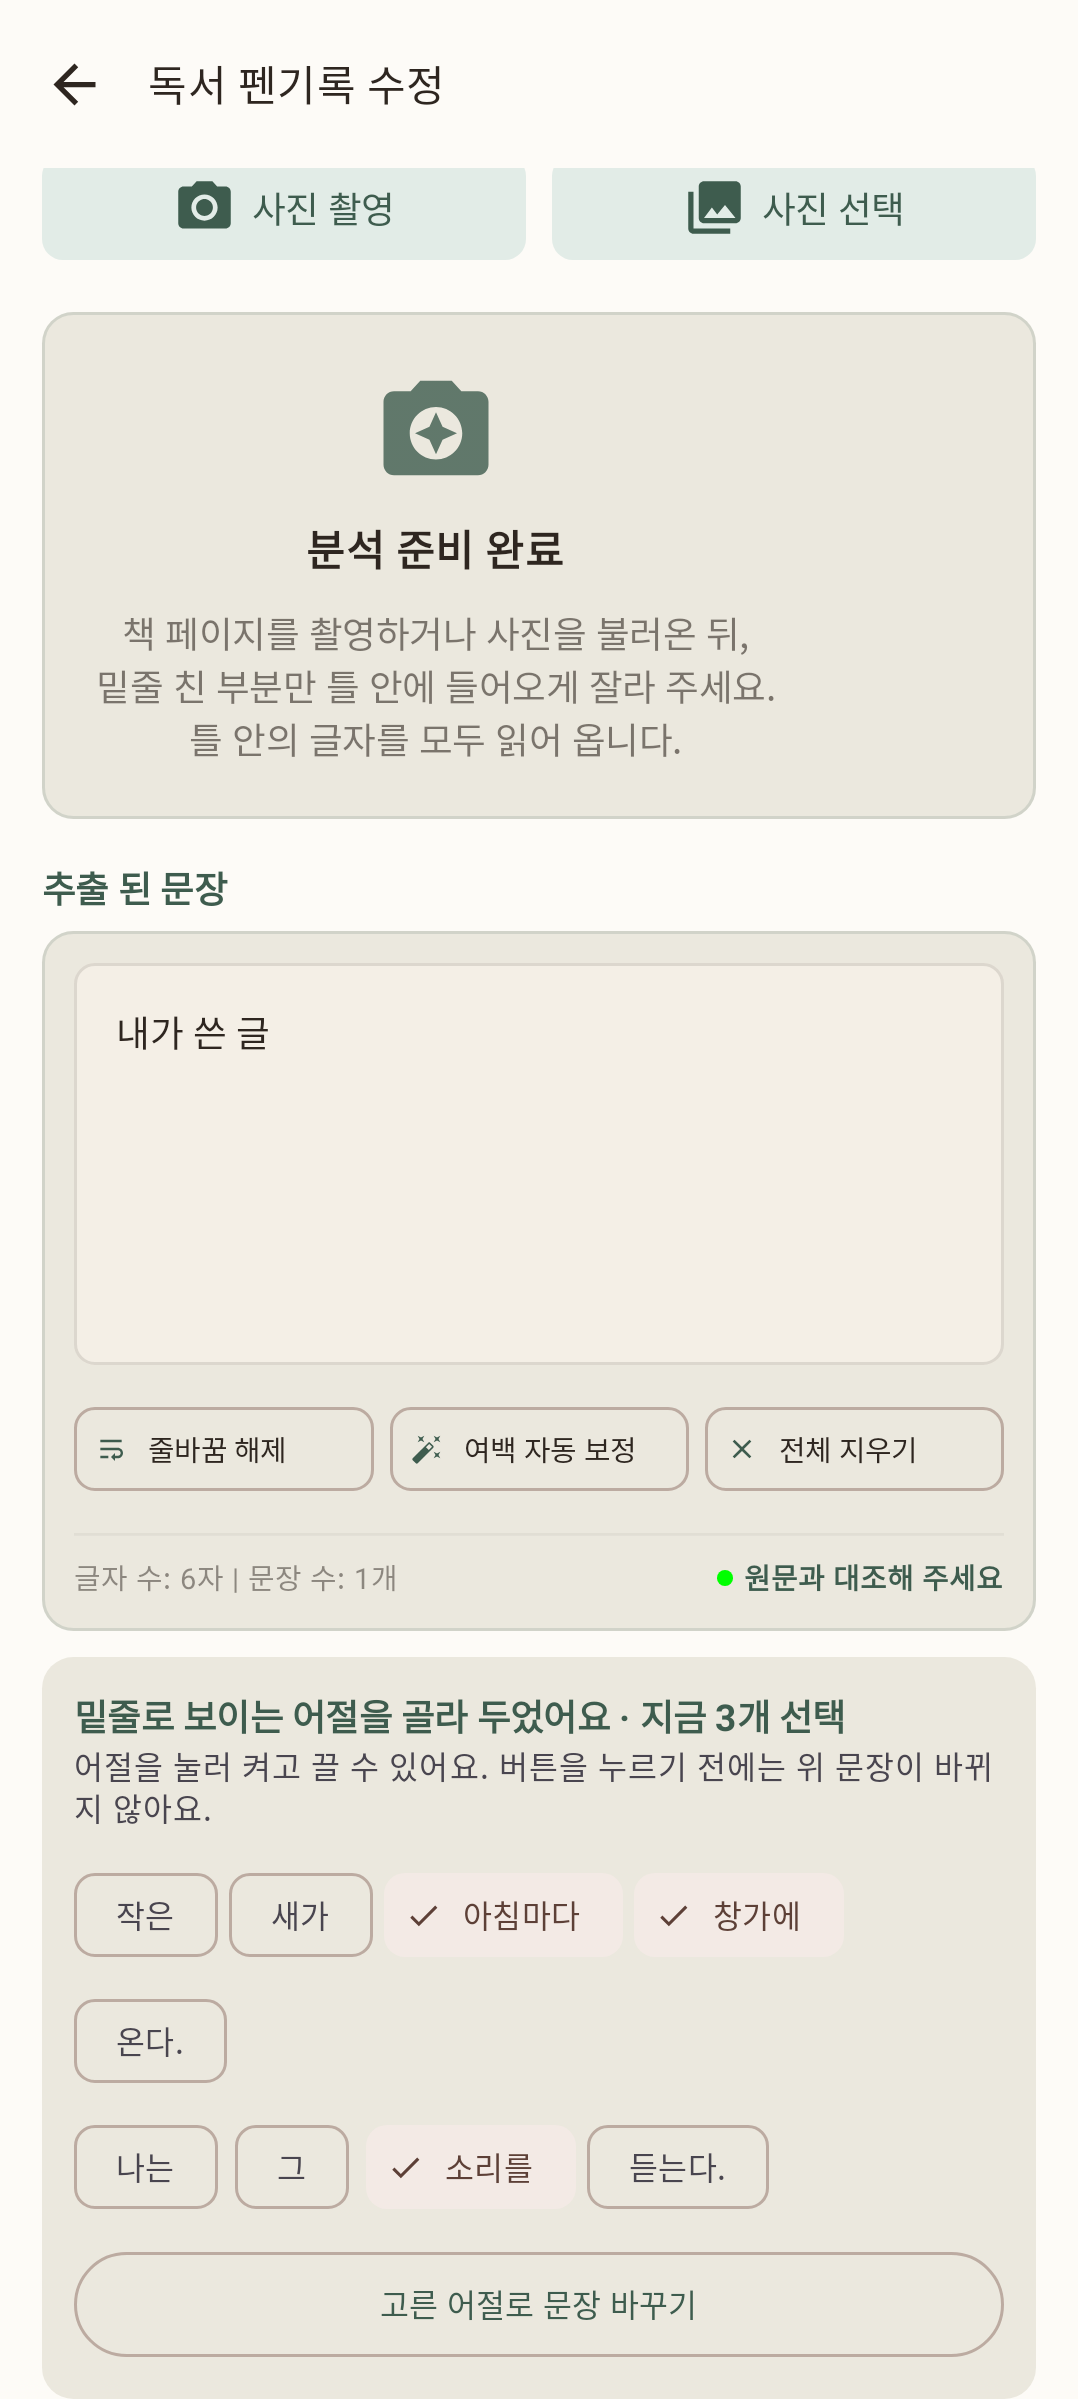 독서 펜기록 수정
사진 촬영
사진 선택
분석 준비 완료
책 페이지를 촬영하거나 사진을 불러온 뒤,
밑줄 친 부분만 틀 안에 들어오게 잘라 주세요.
틀 안의 글자를 모두 읽어 옵니다.
추출 된 문장
내가 쓴 글
줄바꿈 해제
여백 자동 보정
전체 지우기
글자 수: 6자 | 문장 수: 1개
원문과 대조해 주세요
밑줄로 보이는 어절을 골라 두었어요 · 지금 3개 선택
어절을 눌러 켜고 끌 수 있어요. 버튼을 누르기 전에는 위 문장이 바뀌
지 않아요.
작은 새가 아침마다 창가에
온다.
나는 그 소리를 듣는다.
고른 어절로 문장 바꾸기